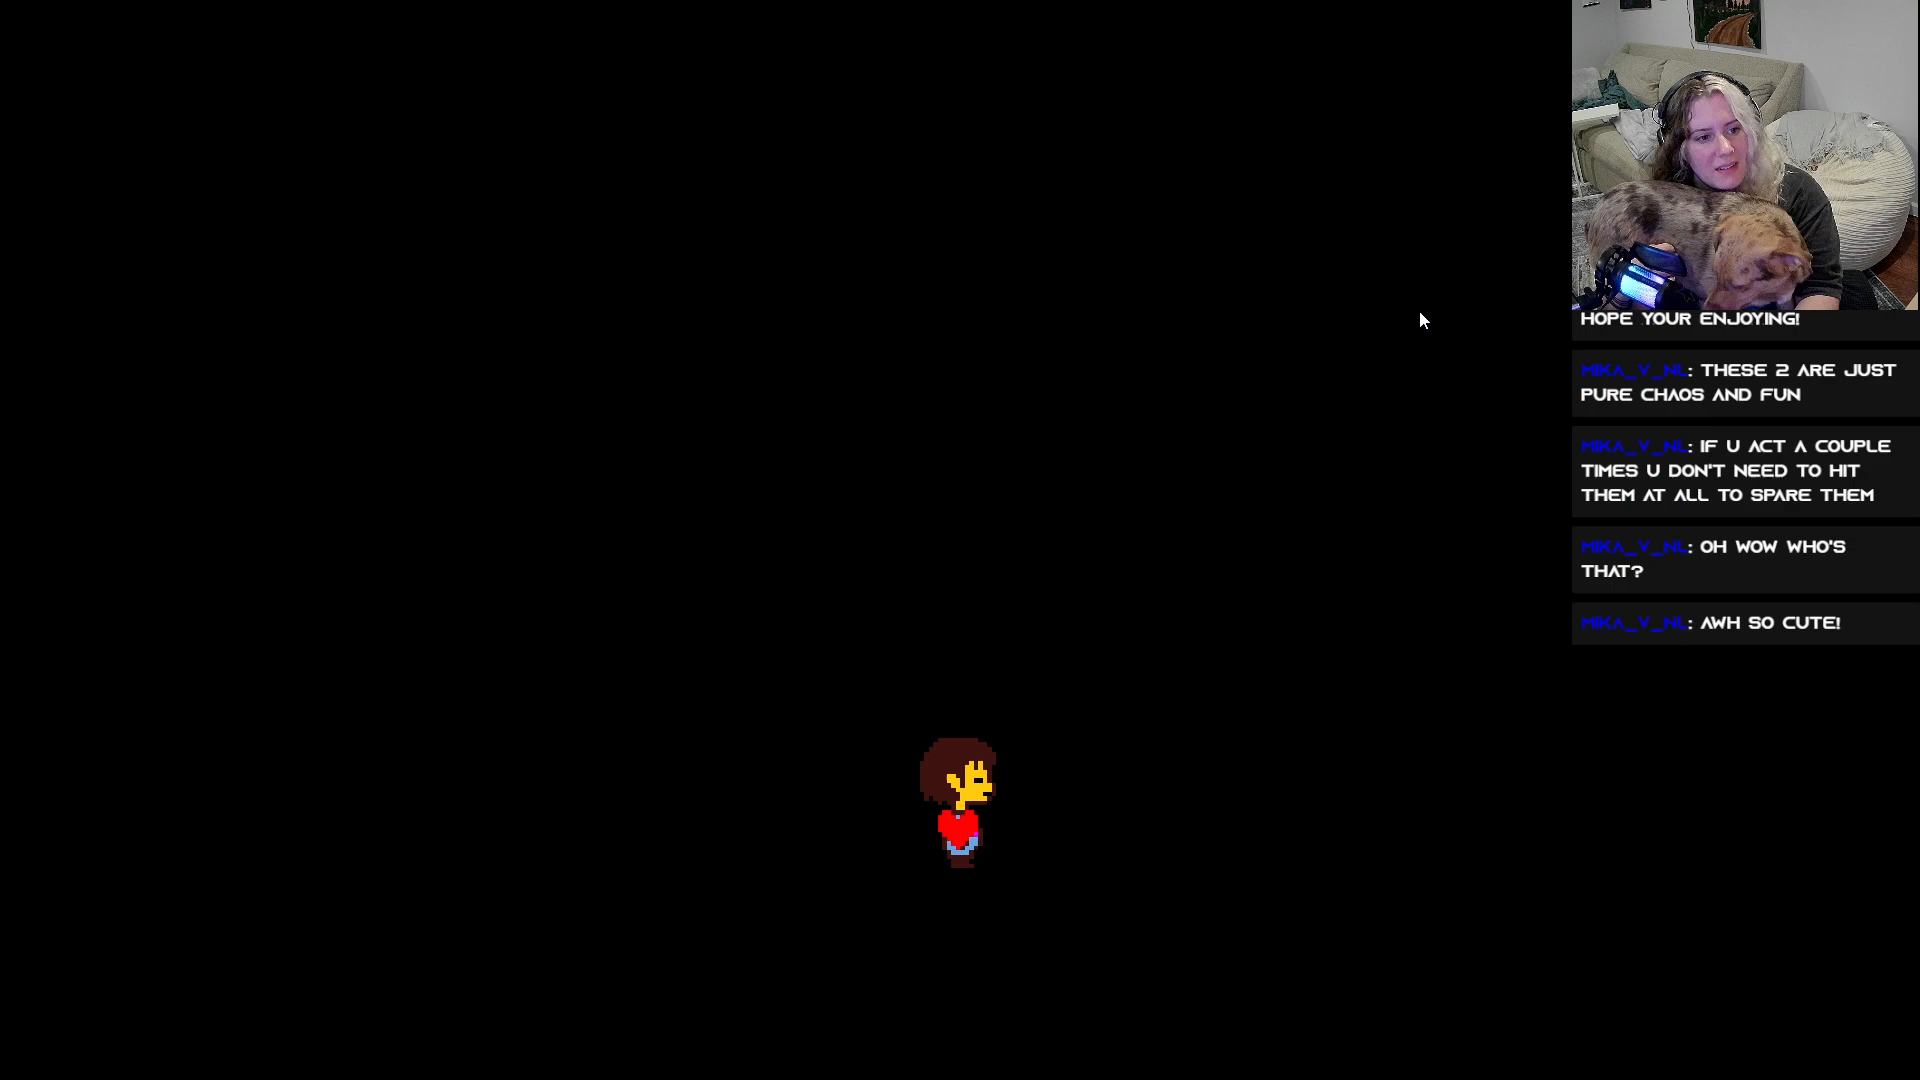 HOPE YOUR ENJOYING!
MIKA_V_NL: THESE 2 ARE JUST
PURE CHAOS AND FUN
MIKA_V_NL: IF U ACT A COUPLE
TIMES U DON'T NEED TO HIT
THEM AT ALL TO SPARE THEM
MIKA_V_NL: OH WOW WHO'S
THAT?
MIKA_V_NL: AWH SO CUTE!